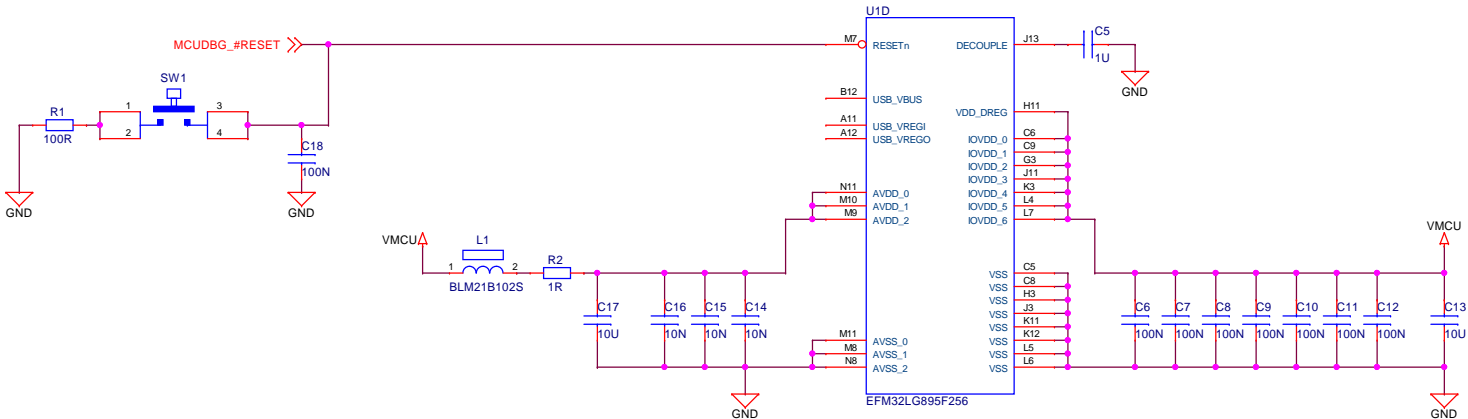 U1D
MCUDBG_#RESET
M7
RESETn
DECOUPLE
J13
C5
1U
GND
SW1
R1
100R
1
2
3
4
C18
100N
GND
GND
B12
USB_VBUS
A11
USB_VREGI
A12
USB_VREGO
VDD_DREG
H11
IOVDD_0
C6
IOVDD_1
C9
IOVDD_2
G3
IOVDD_3
J11
IOVDD_4
K3
IOVDD_5
L4
IOVDD_6
L7
N11
AVDD_0
M10
AVDD_1
M9
AVDD_2
VMCU
L1
1
2
BLM21B102S
R2
1R
C17
10U
C16
10N
C15
10N
C14
10N
M11
AVSS_0
M8
AVSS_1
N8
AVSS_2
GND
VSS
C5
VSS
C8
VSS
H3
VSS
J3
VSS
K11
VSS
K12
VSS
L5
VSS
L6
EFM32LG895F256
VMCU
C6
100N
C7
100N
C8
100N
C9
100N
C10
100N
C11
100N
C12
100N
C13
10U
GND